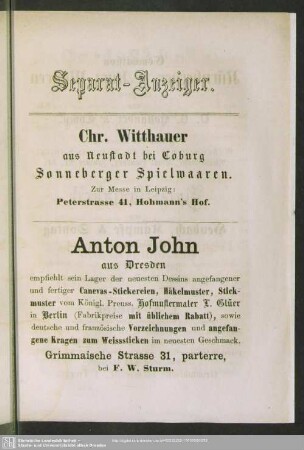 Separat-Anzeiger.
Chr. Witthauer
aus Neustadt bei Coburg
Sonneberger Spielwaaren.
Zur Messe in Leipzig:
Peterstrasse 41, Hohmann's Hof.
Anton John
aus Dresden
empfiehlt sein Lager der neuesten Dessins angefangener
und fertiger Canevas-Stickereien, Häkelmuster, Stick-
muster vom Königl. Preuss. Hofmustermaler L. Glüer
in Berlin (Fabrikpreise mit üblichem Rabatt), sowie
deutsche und französische Vorzeichnungen und angefan-
gene Kragen zum Weisssticken im neuesten Geschmack.
Grimmaische Strasse 31, parterre,
bei F. W. Sturm.